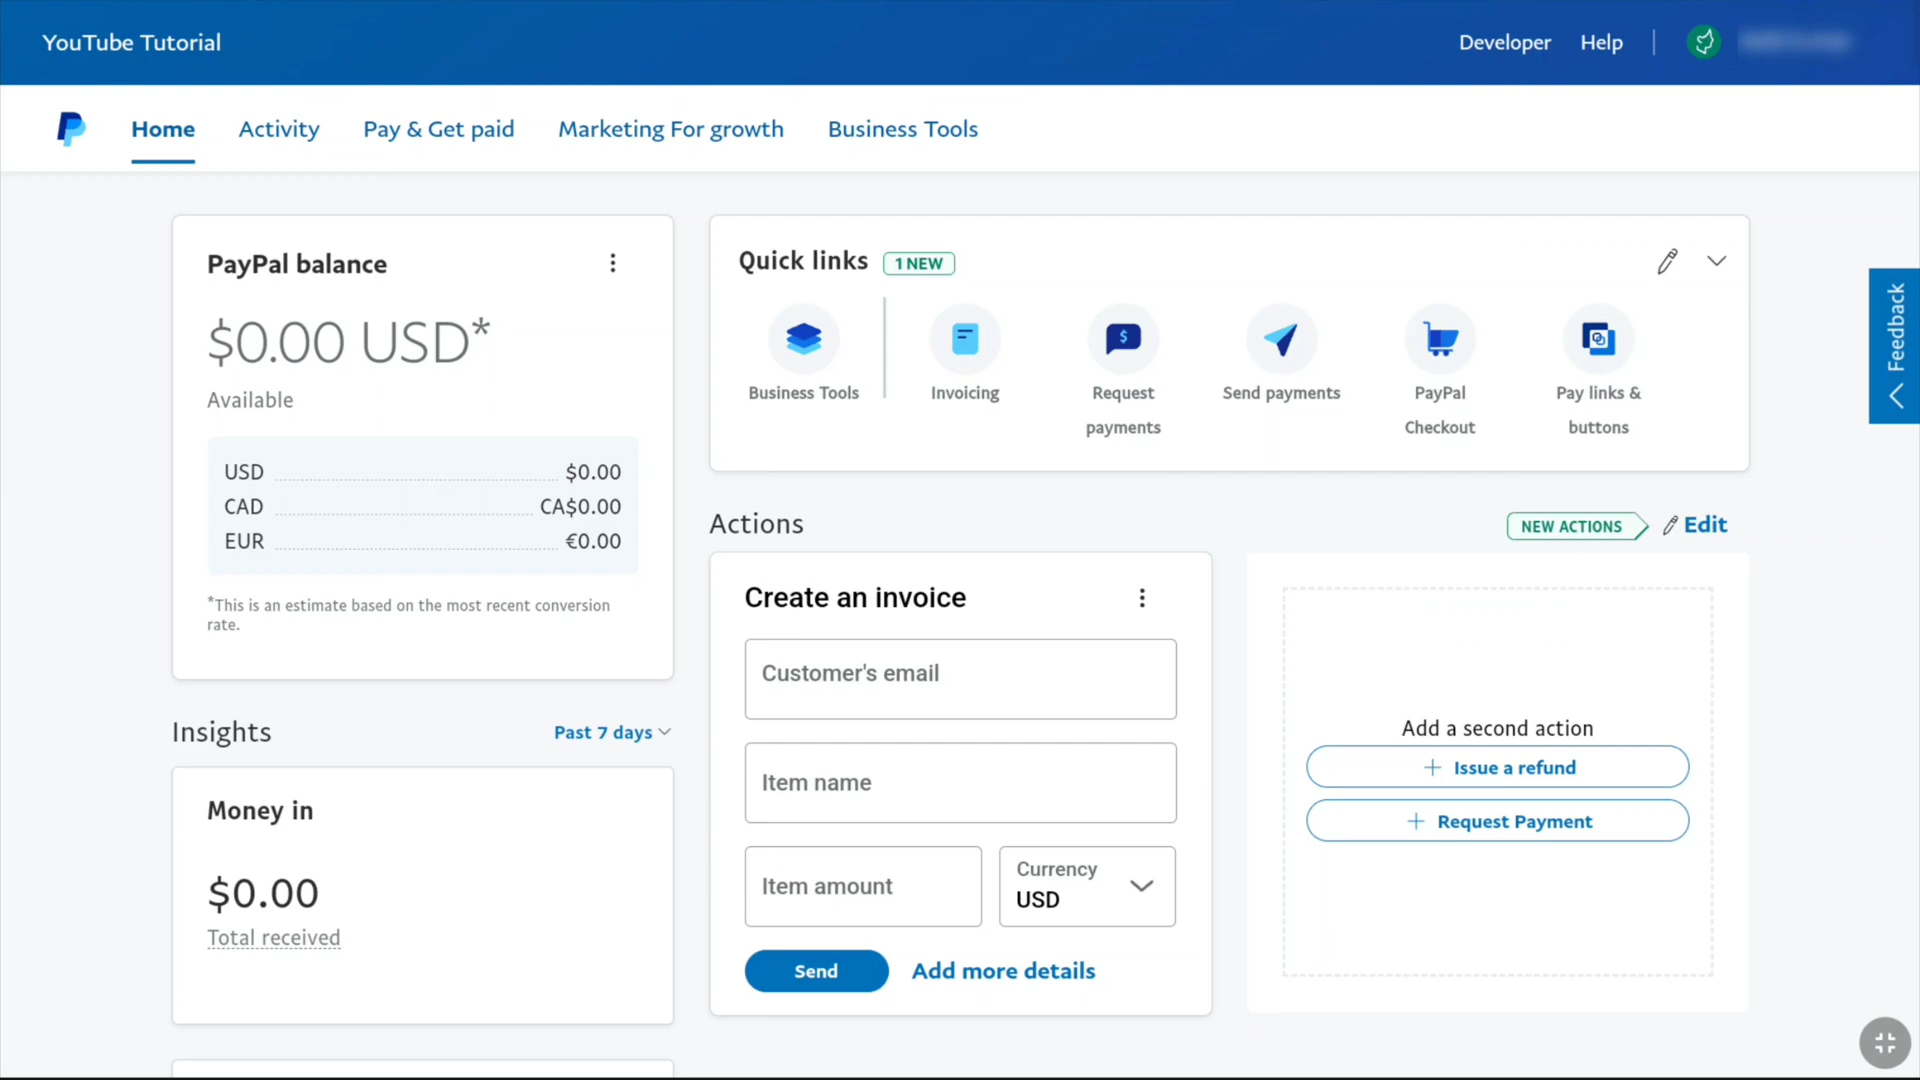 YouTube Tutorial
Developer
Help
Home
Activity
Pay & Get paid
Marketing For growth
Business Tools
PayPal balance
$0.00 USD*
Available
USD $0.00
CAD CA$0.00
EUR €0.00
*This is an estimate based on the most recent conversion
rate.
Quick links
1 NEW
Business Tools
Invoicing
Request
payments
Send payments
PayPal
Checkout
Pay links &
buttons
Feedback
Actions
NEW ACTIONS
Edit
Create an invoice
Customer's email
Item name
Item amount
Currency
USD
Send
Add more details
Add a second action
Issue a refund
Request Payment
Insights
Past 7 days
Money in
$0.00
Total received